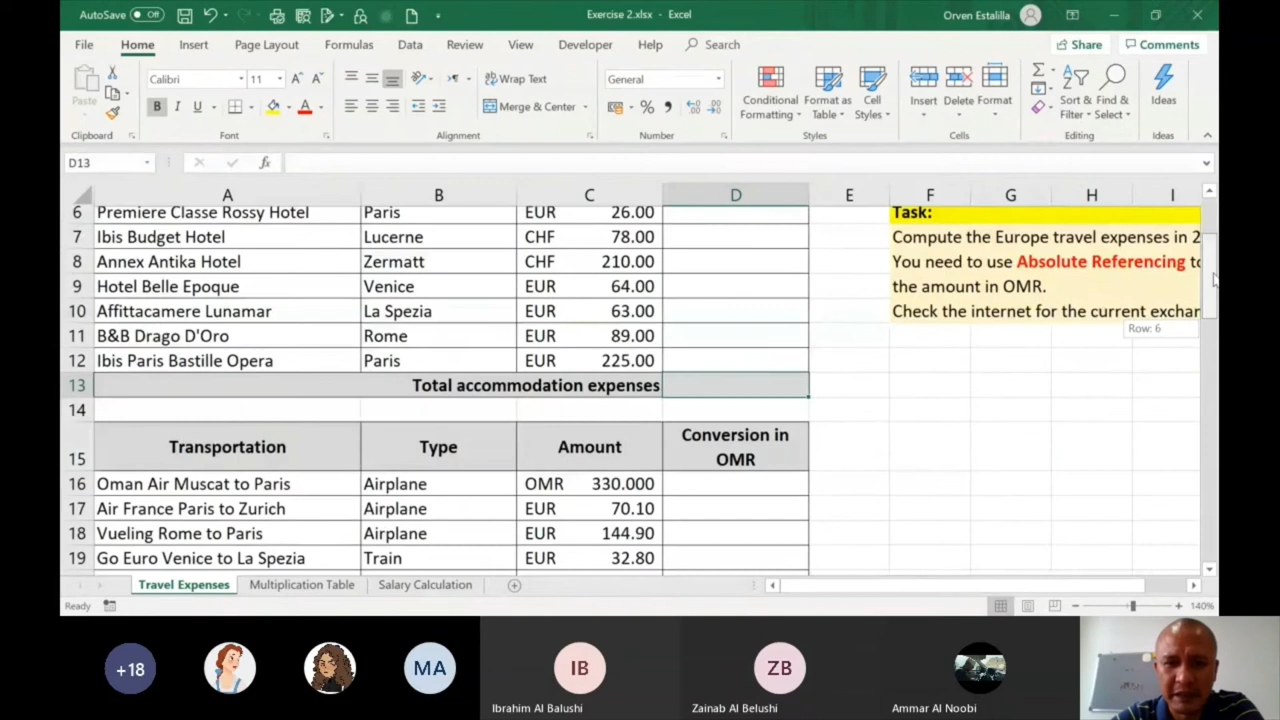 AutoSave Off
Exercise 2.xlsx - Excel
Orven Estalilla
File Home Insert Page Layout Formulas Data Review View Developer Help Search
Share Comments
Paste
Calibri 11
Wrap Text
General
B I U
Merge & Center
Conditional Formatting
Format as Table
Cell Styles
Insert Delete Format
Sort & Filter
Find & Select
Ideas
Clipboard Font Alignment Number Styles Cells Editing Ideas
D13
fx
A B C D E F G H I
6 Premiere Classe Rossy Hotel Paris EUR 26.00 Task:
7 Ibis Budget Hotel Lucerne CHF 78.00 Compute the Europe travel expenses in 2
8 Annex Antika Hotel Zermatt CHF 210.00 You need to use Absolute Referencing to
9 Hotel Belle Epoque Venice EUR 64.00 the amount in OMR.
10 Affittacamere Lunamar La Spezia EUR 63.00 Check the internet for the current exchar
Row: 6
11 B&B Drago D'Oro Rome EUR 89.00
12 Ibis Paris Bastille Opera Paris EUR 225.00
13 Total accommodation expenses
14
15 Transportation Type Amount Conversion in OMR
16 Oman Air Muscat to Paris Airplane OMR 330.000
17 Air France Paris to Zurich Airplane EUR 70.10
18 Vueling Rome to Paris Airplane EUR 144.90
19 Go Euro Venice to La Spezia Train EUR 32.80
Travel Expenses Multiplication Table Salary Calculation
Ready
140%
+18
MA
IB
ZB
Ibrahim Al Balushi
Zainab Al Belushi
Ammar Al Noobi